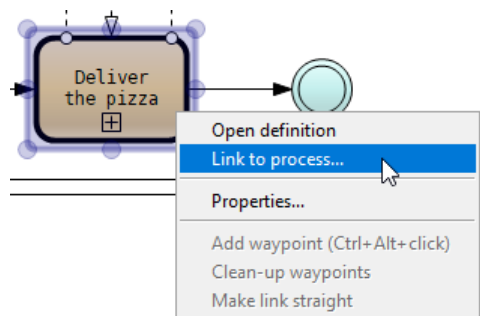 Deliver
the pizza
Open definition
Link to process...
Properties...
Add waypoint (Ctrl+Alt+click)
Clean-up waypoints
Make link straight